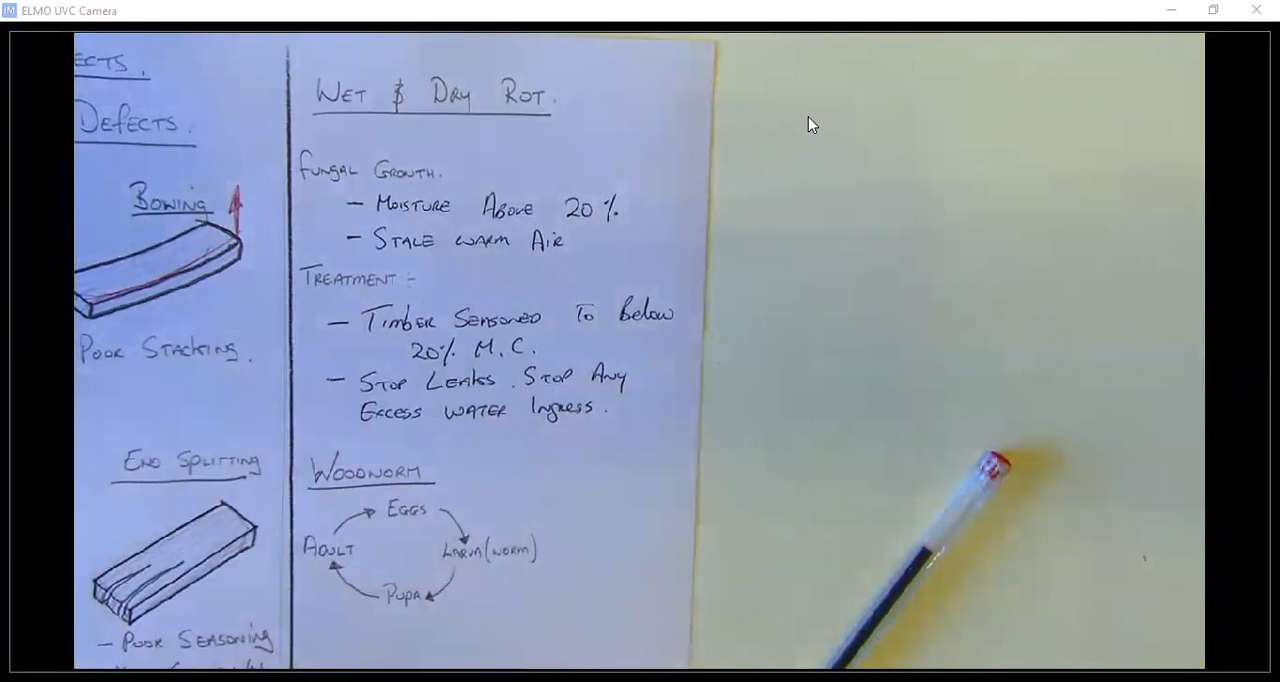 ELMO UVC Camera
ECTS.
DEFECTS.
BOWING
POOR STACKING.
END SPLITTING
- POOR SEASONING
WET & DRY ROT.
FUNGAL GROWTH.
- MOISTURE ABOVE 20%
- STALE WARM AIR
TREATMENT :-
- TIMBER SEASONED TO BELOW
20% M.C.
- STOP LEAKS. STOP ANY
EXCESS WATER INGRESS.
WOODWORM
EGGS
LARVA (WORM)
PUPA
ADULT